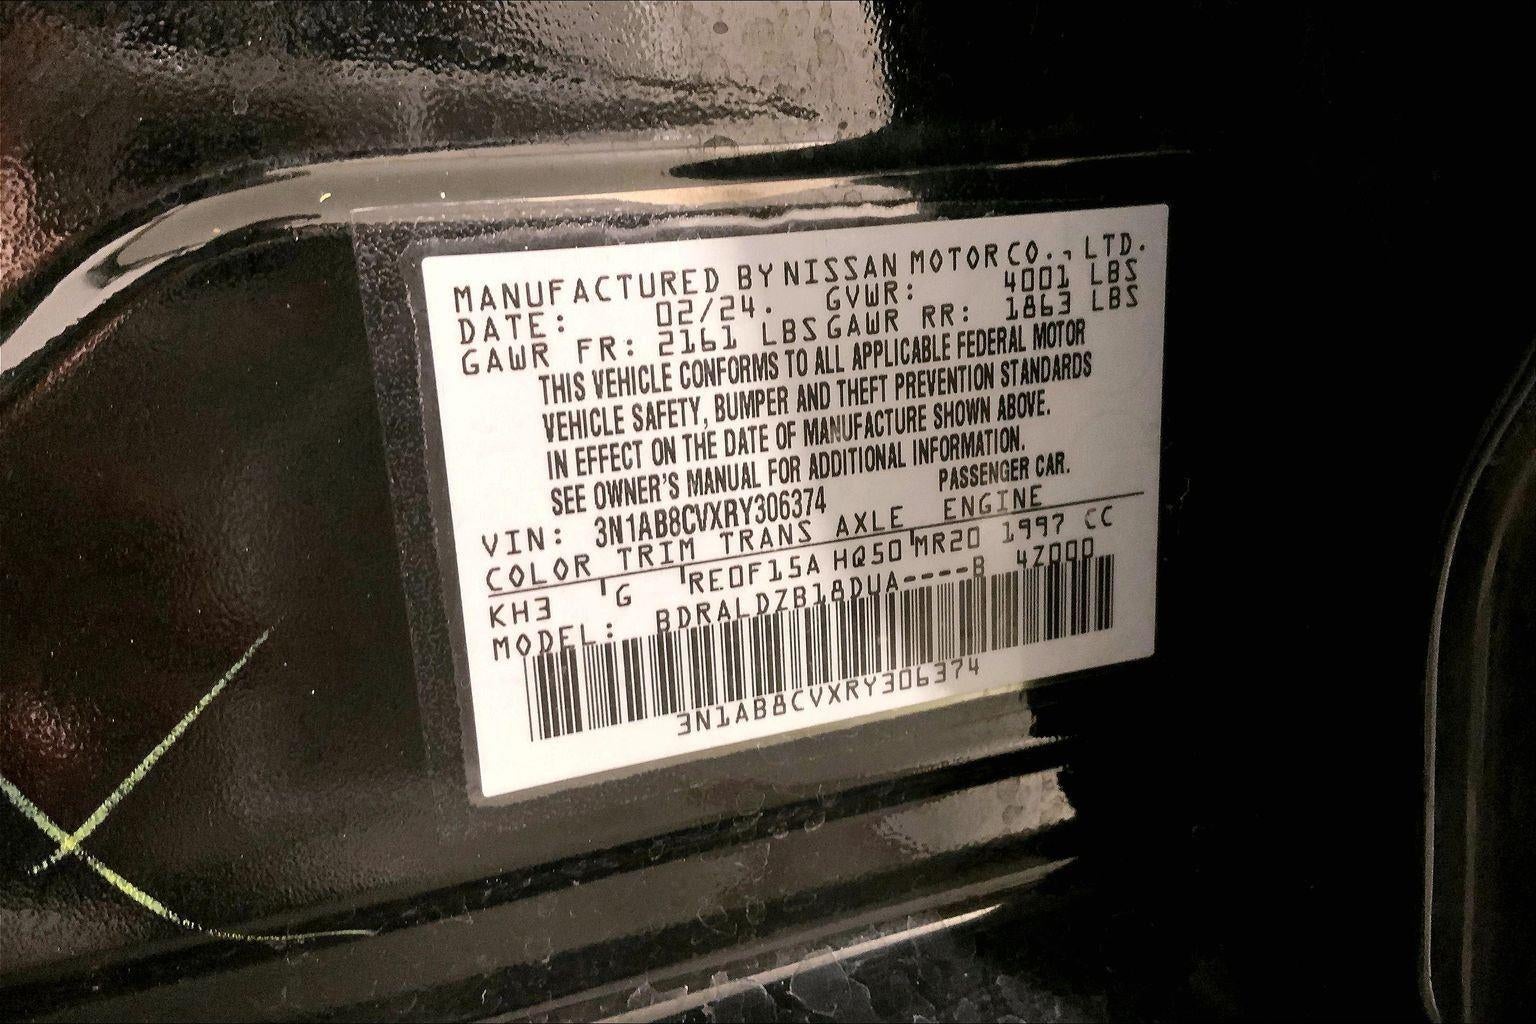 MANUFACTURED BY NISSAN MOTOR CO., LTD.
DATE: 02/24. GVWR: 4001 LBS
GAWR FR: 2161 LBS GAWR RR: 1863 LBS
THIS VEHICLE CONFORMS TO ALL APPLICABLE FEDERAL MOTOR
VEHICLE SAFETY, BUMPER AND THEFT PREVENTION STANDARDS
IN EFFECT ON THE DATE OF MANUFACTURE SHOWN ABOVE.
SEE OWNER'S MANUAL FOR ADDITIONAL INFORMATION.
VIN: 3N1AB8CVXRY306374 PASSENGER CAR.
COLOR TRIM TRANS AXLE ENGINE
KH3 G RE0F15A HQ50 MR20 1997 CC
MODEL: BDRALDZB18DUA----B 4Z000
3N1AB8CVXRY306374